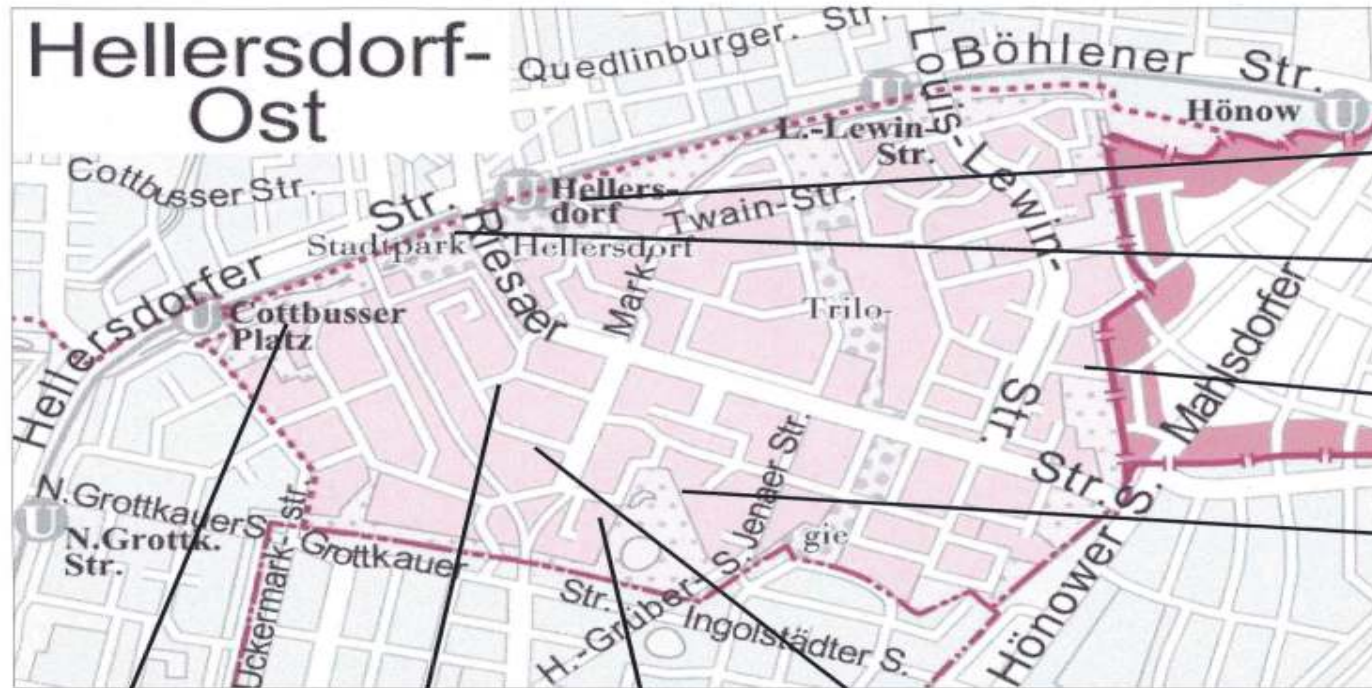 Hellersdorf-
Ost
Quedlinburger. Str.
Louis-Lewin-
Str.
Böhlener Str.
U
Hönow
U
L.-Lewin-
Str.
Cottbusser Str.
Hellersdorfer Str.
U
Hellers-
dorf
Mark-
Twain-Str.
Stadtpark Hellersdorf
Riesaer
Str.
U
Cottbusser
Platz
Trilo-
gie
Mahlsdorfer
S.
Jenaer Str.
N.GrottkauerS.
U
N.Grottk.
Str.
Uckermark-
str.
Grottkauer
Str.
H.-Grüber-S.
Ingolstädter S.
Hönower